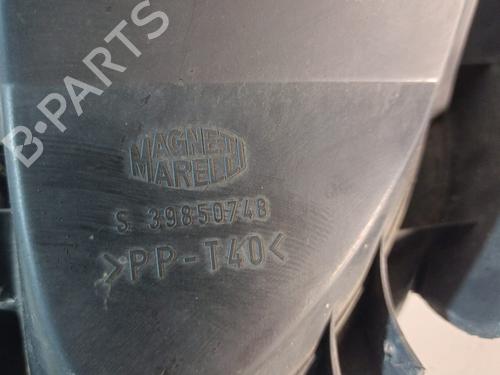 B-PARTS
MAGNETI
MARELLI
S 39850748
>PP-T40<